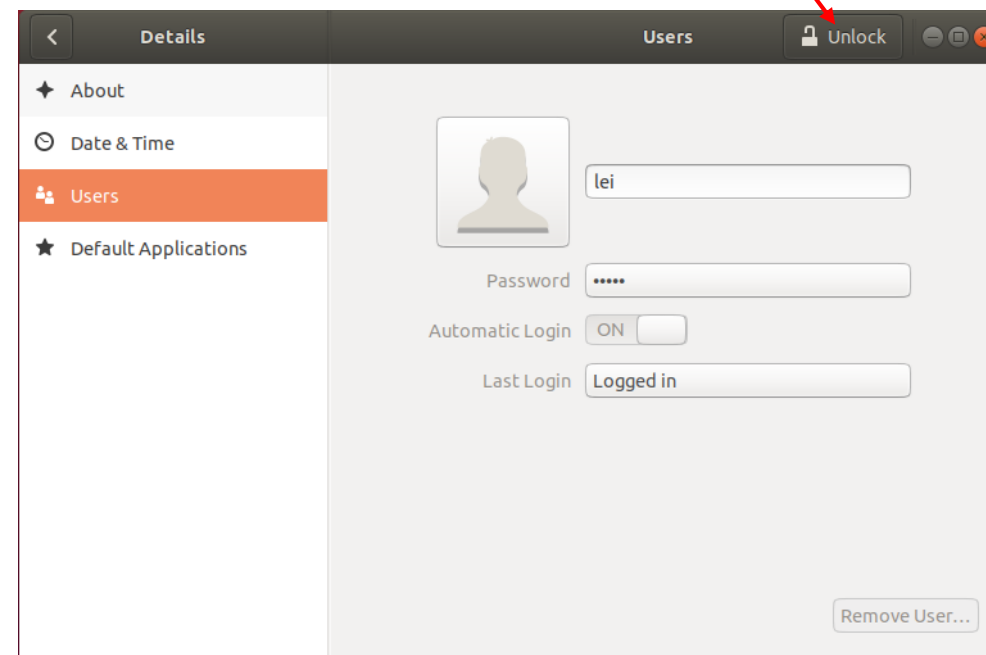 Details
Users
Unlock
About
Date & Time
Users
Default Applications
lei
Password •••••
Automatic Login ON
Last Login Logged in
Remove User...